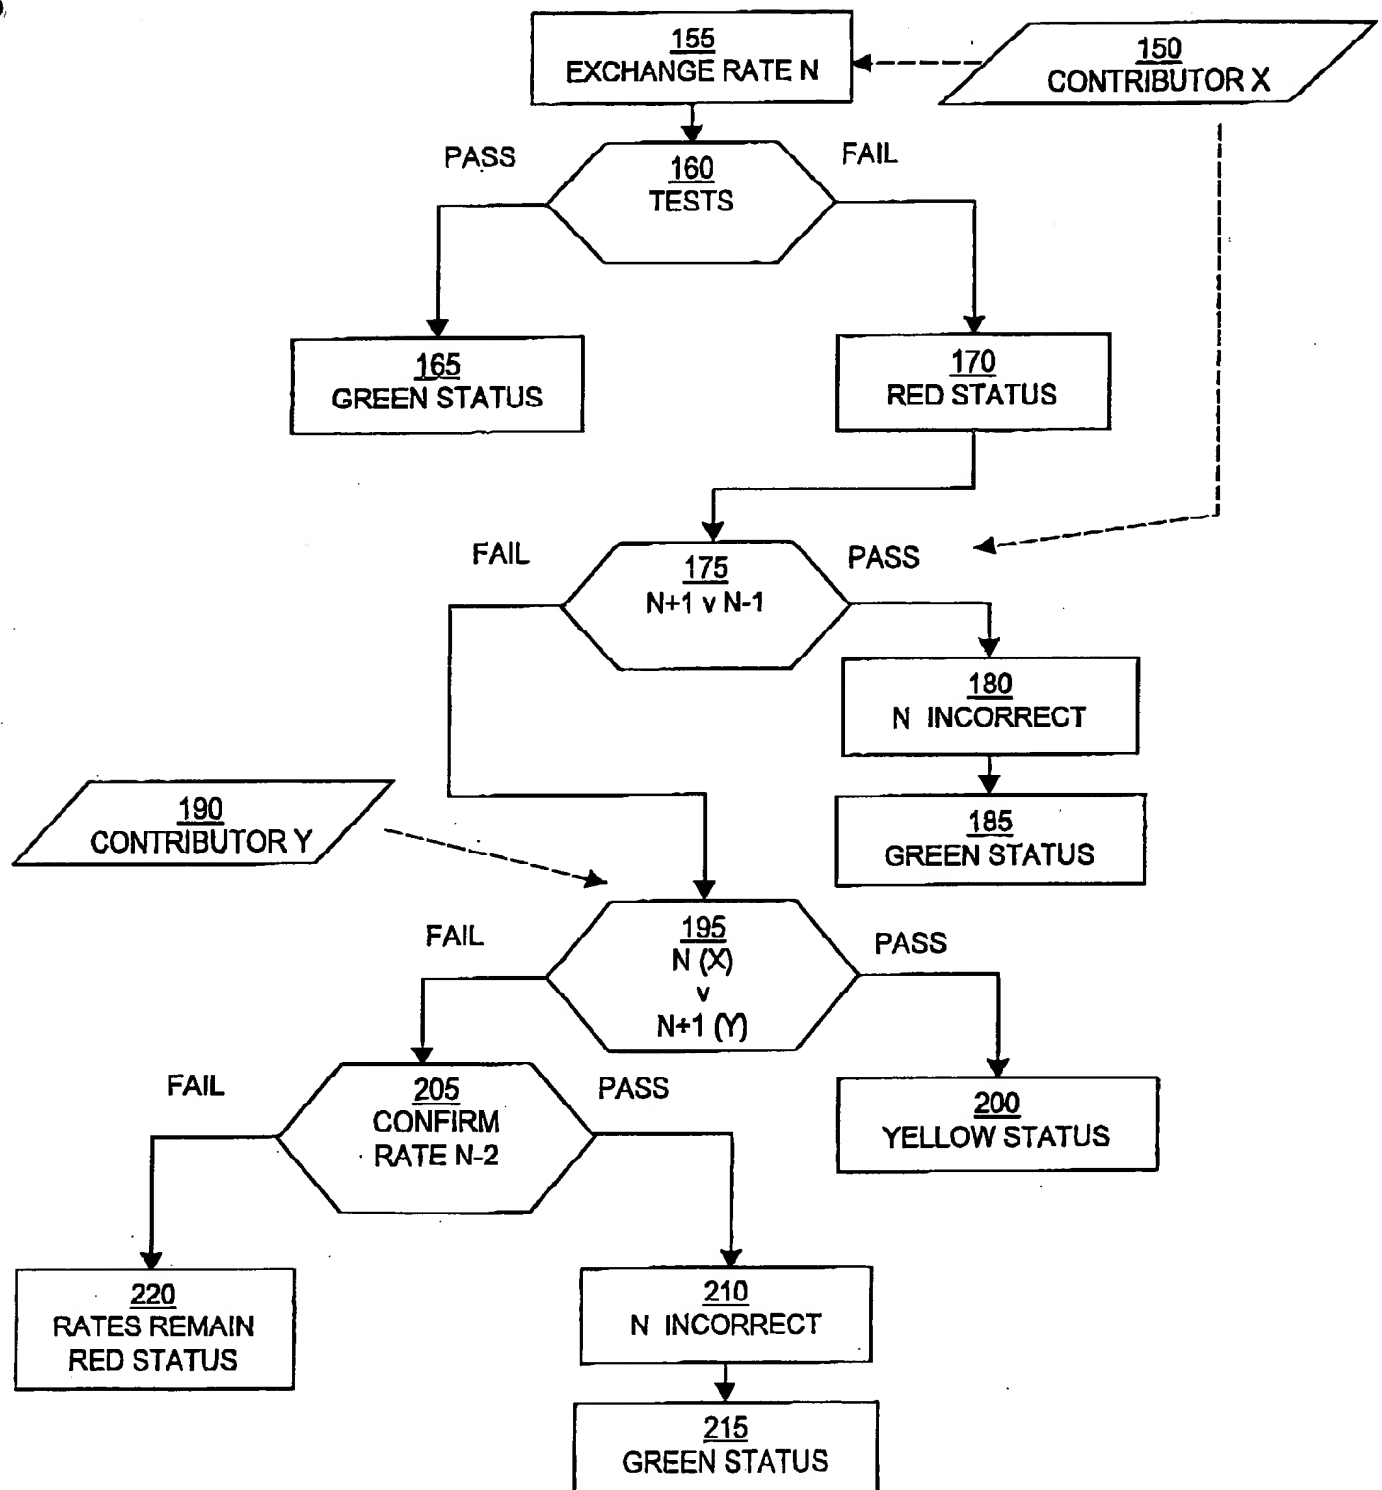 155
EXCHANGE RATE N
150
CONTRIBUTOR X
PASS
FAIL
160
TESTS
165
GREEN STATUS
170
RED STATUS
FAIL
PASS
175
N+1 v N-1
180
N INCORRECT
185
GREEN STATUS
190
CONTRIBUTOR Y
FAIL
PASS
195
N (X)
v
N+1 (Y)
200
YELLOW STATUS
FAIL
PASS
205
CONFIRM
RATE N-2
220
RATES REMAIN
RED STATUS
210
N INCORRECT
215
GREEN STATUS